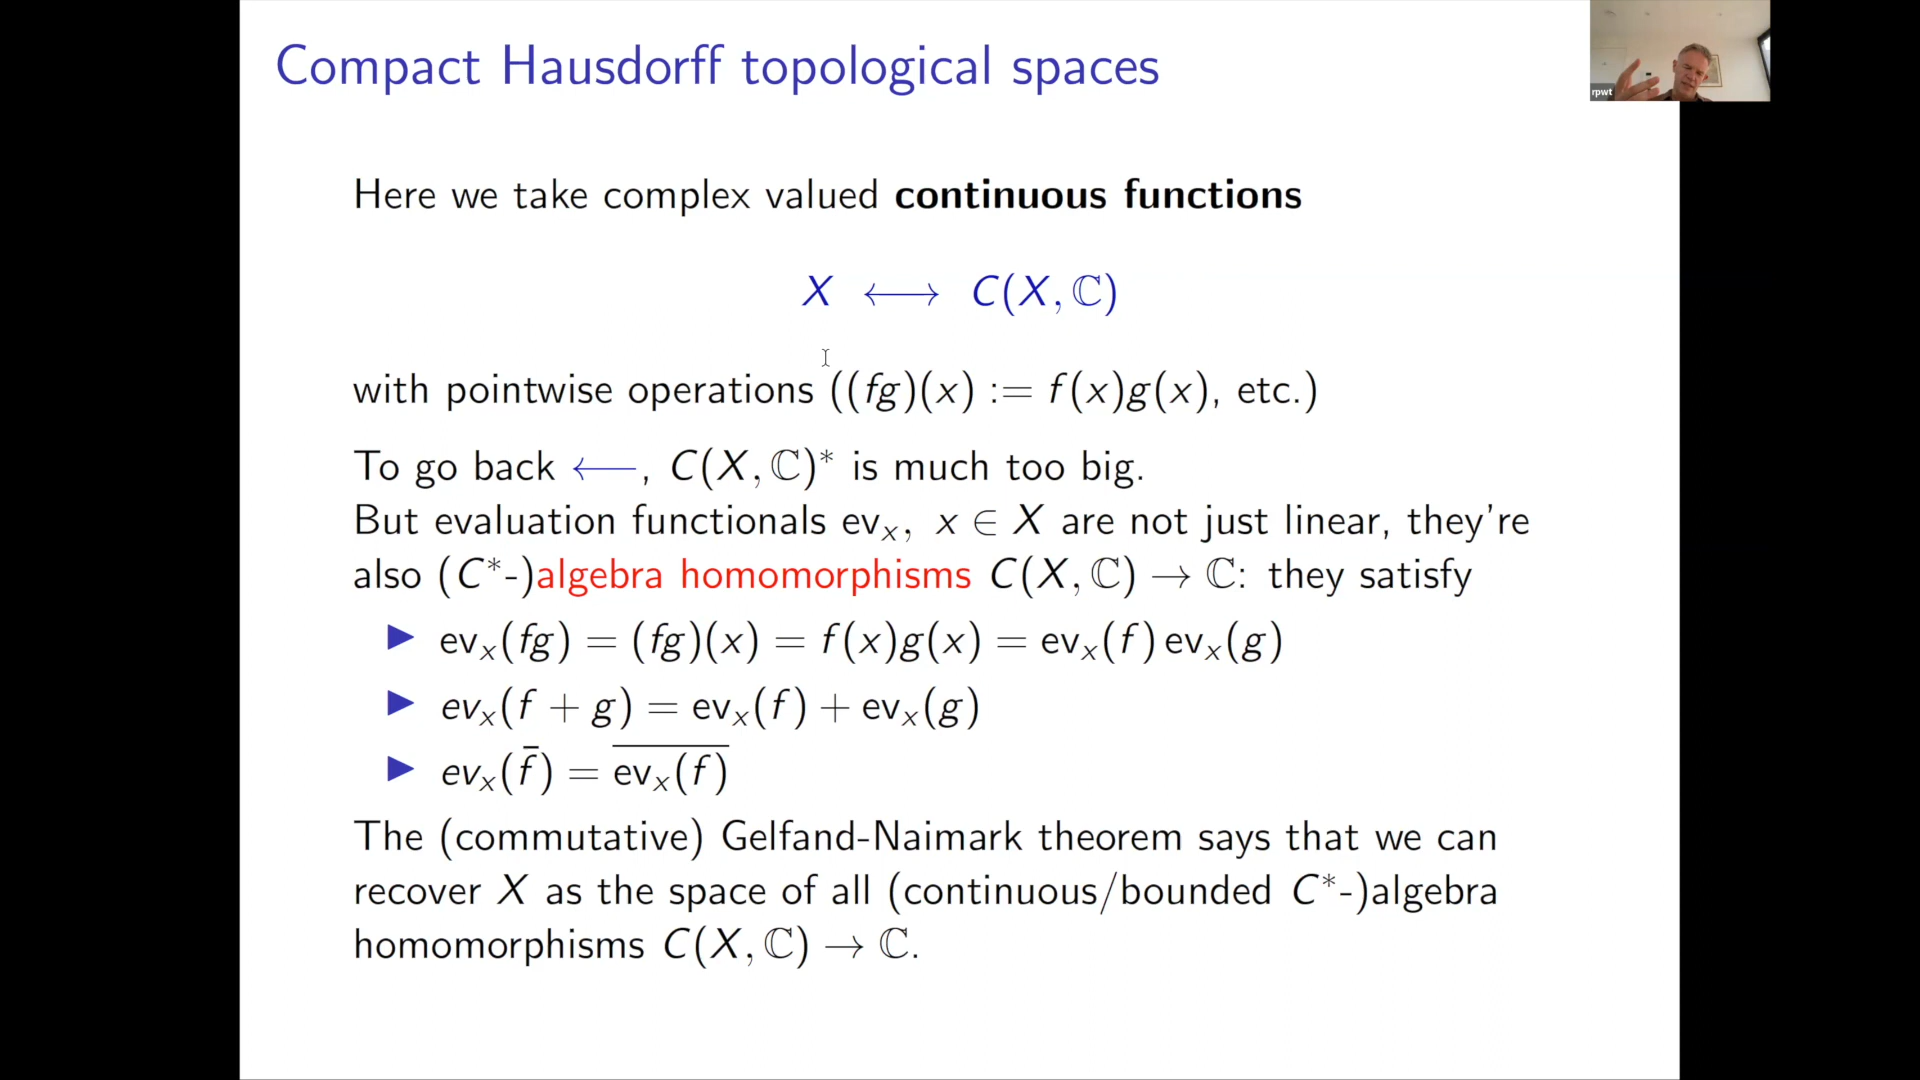 Compact Hausdorff topological spaces
rpwt
Here we take complex valued continuous functions
X ⟷ C(X, ℂ)
with pointwise operations ((fg)(x) := f(x)g(x), etc.)
To go back ⟵, C(X, ℂ)* is much too big.
But evaluation functionals evₓ, x ∈ X are not just linear, they're
also (C*-)algebra homomorphisms C(X, ℂ) → ℂ: they satisfy
▶ evₓ(fg) = (fg)(x) = f(x)g(x) = evₓ(f) evₓ(g)
▶ evₓ(f + g) = evₓ(f) + evₓ(g)
▶ evₓ(f̄) = \overline{evₓ(f)}
The (commutative) Gelfand-Naimark theorem says that we can
recover X as the space of all (continuous/bounded C*-)algebra
homomorphisms C(X, ℂ) → ℂ.